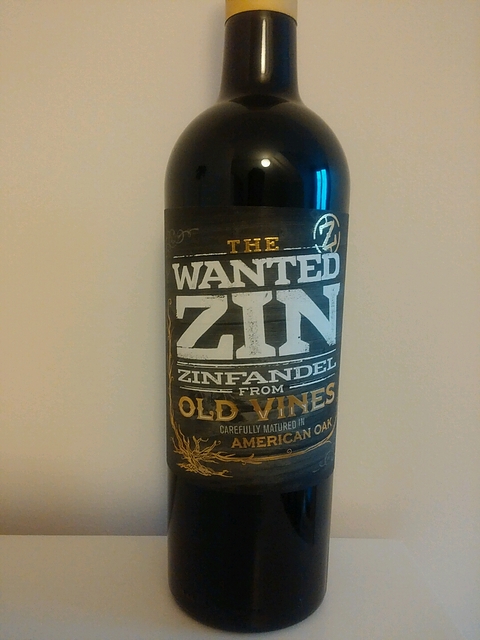 Z
THE
WANTED
ZIN
ZINFANDEL
FROM
OLD VINES
CAREFULLY MATURED IN
AMERICAN OAK